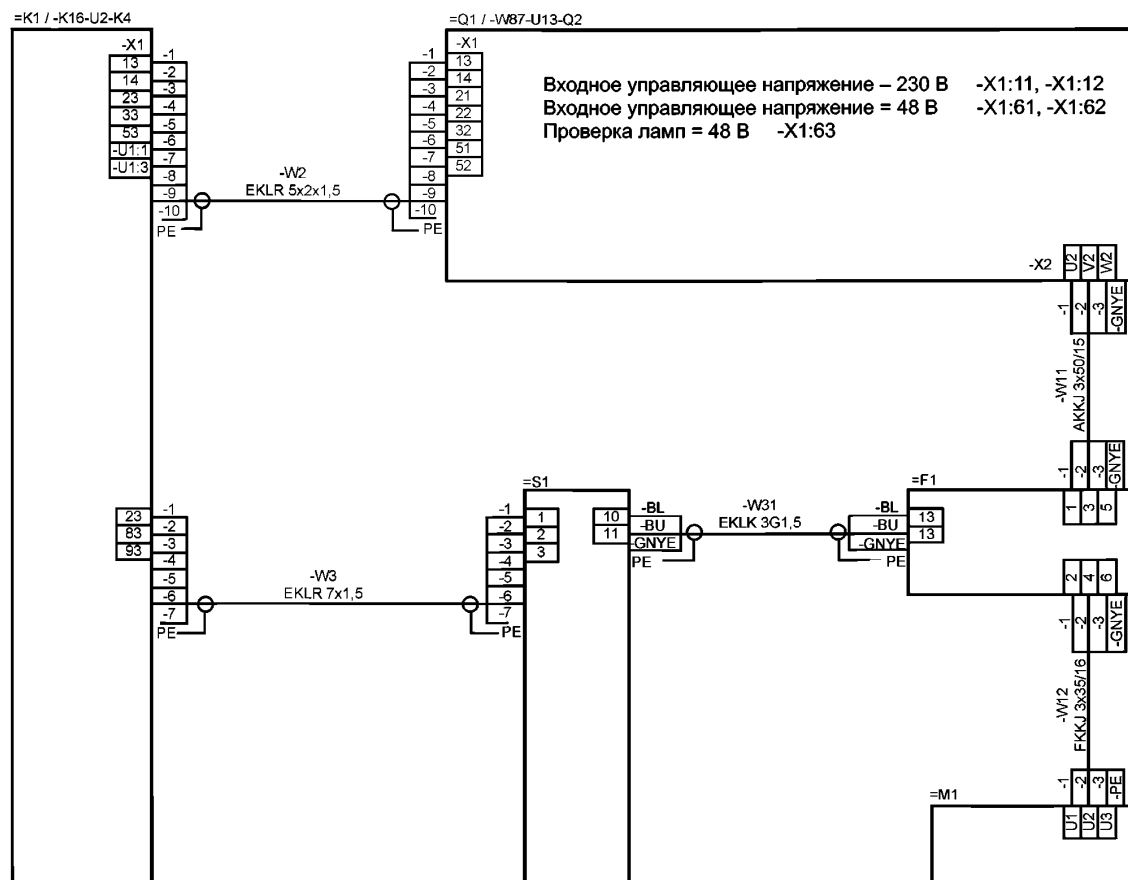 =K1 / -K16-U2-K4
-X1
13
14
23
33
53
-U1:1
-U1:3
-1
-2
-3
-4
-5
-6
-7
-8
-9
-10
PE
-W2
EKLR 5x2x1,5
-1
-2
-3
-4
-5
-6
-7
-8
-9
-10
PE
=Q1 / -W87-U13-Q2
-X1
13
14
21
22
32
51
52
Входное управляющее напряжение – 230 В -X1:11, -X1:12
Входное управляющее напряжение = 48 В -X1:61, -X1:62
Проверка ламп = 48 В -X1:63
-X2
U2
V2
W2
-1
-2
-3
-GNYE
-W11
AKKJ 3x50/15
-1
-2
-3
-GNYE
=F1
1
3
5
23
83
93
-1
-2
-3
-4
-5
-6
-7
PE
-W3
EKLR 7x1,5
-1
-2
-3
-4
-5
-6
-7
PE
=S1
1
2
3
10
11
-BL
-BU
-GNYE
PE
-W31
EKLK 3G1,5
-BL
-BU
-GNYE
PE
13
13
2
4
6
-1
-2
-3
-GNYE
-W12
FKKJ 3x35/16
-1
-2
-3
-PE
=M1
U1
U2
U3